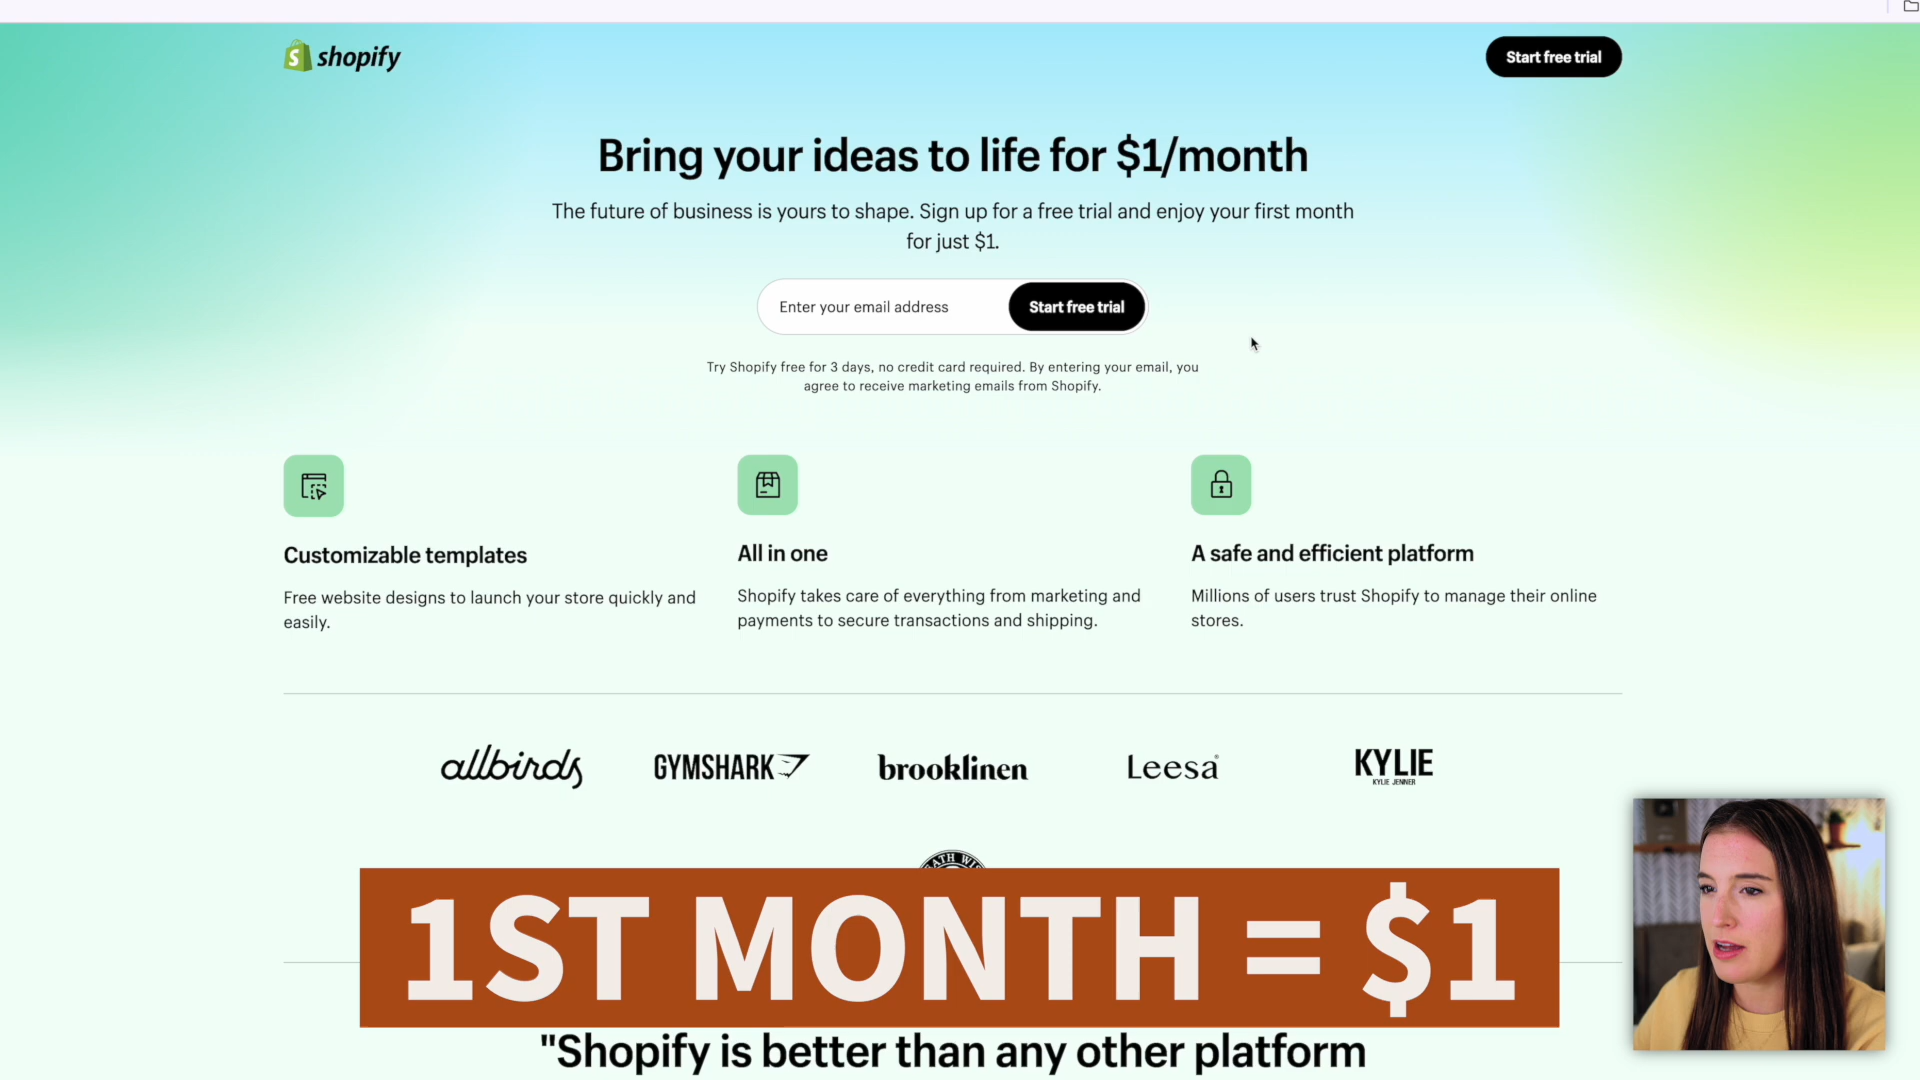 shopify
Start free trial
Bring your ideas to life for $1/month
The future of business is yours to shape. Sign up for a free trial and enjoy your first month
for just $1.
Enter your email address
Start free trial
Try Shopify free for 3 days, no credit card required. By entering your email, you
agree to receive marketing emails from Shopify.
Customizable templates
Free website designs to launch your store quickly and
easily.
All in one
Shopify takes care of everything from marketing and
payments to secure transactions and shipping.
A safe and efficient platform
Millions of users trust Shopify to manage their online
stores.
allbirds
GYMSHARK
brooklinen
Leesa
KYLIE
KYLIE JENNER
1ST MONTH = $1
"Shopify is better than any other platform